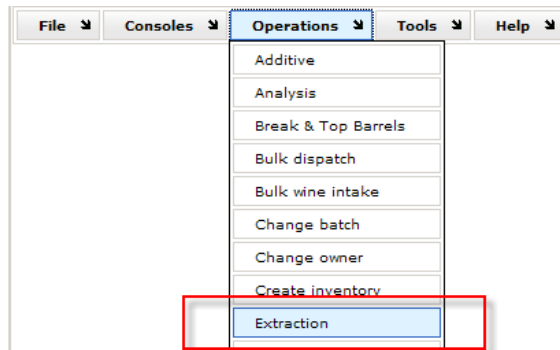 File Consoles Operations Tools Help
Additive
Analysis
Break & Top Barrels
Bulk dispatch
Bulk wine intake
Change batch
Change owner
Create inventory
Extraction